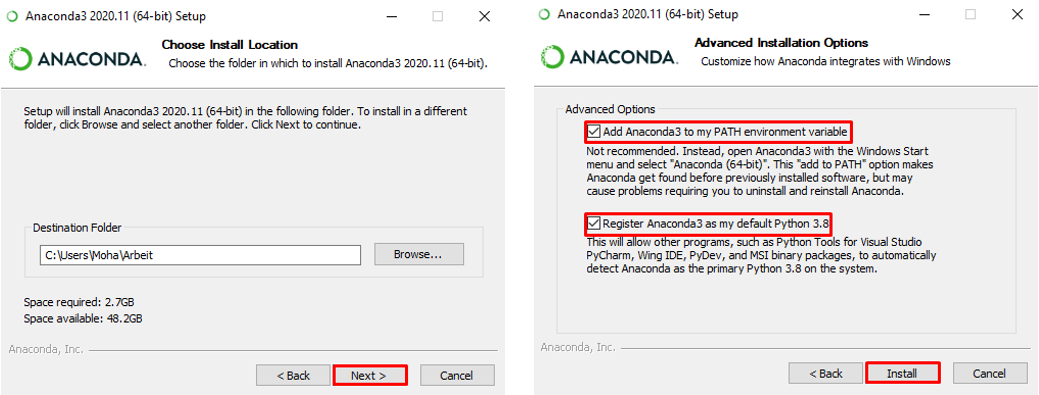 Anaconda3 2020.11 (64-bit) Setup
ANACONDA.
Choose Install Location
Choose the folder in which to install Anaconda3 2020.11 (64-bit).
Setup will install Anaconda3 2020.11 (64-bit) in the following folder. To install in a different
folder, click Browse and select another folder. Click Next to continue.
Destination Folder
C:\Users\Moha\Arbeit
Browse...
Space required: 2.7GB
Space available: 48.2GB
Anaconda, Inc.
< Back
Next >
Cancel
Anaconda3 2020.11 (64-bit) Setup
ANACONDA.
Advanced Installation Options
Customize how Anaconda integrates with Windows
Advanced Options
Add Anaconda3 to my PATH environment variable
Not recommended. Instead, open Anaconda3 with the Windows Start
menu and select "Anaconda (64-bit)". This "add to PATH" option makes
Anaconda get found before previously installed software, but may
cause problems requiring you to uninstall and reinstall Anaconda.
Register Anaconda3 as my default Python 3.8
This will allow other programs, such as Python Tools for Visual Studio
PyCharm, Wing IDE, PyDev, and MSI binary packages, to automatically
detect Anaconda as the primary Python 3.8 on the system.
Anaconda, Inc.
< Back
Install
Cancel